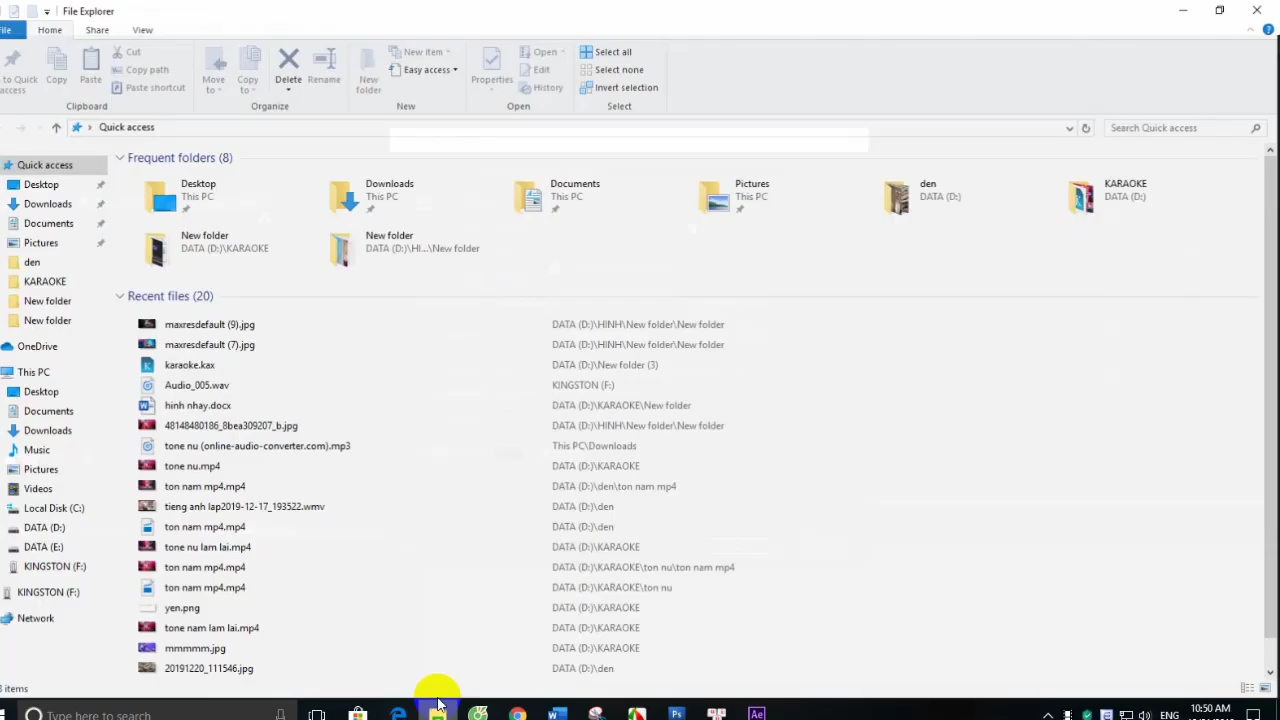 File Explorer
File
Home
Share
View
to Quick access
Copy
Paste
Cut
Copy path
Paste shortcut
Clipboard
Move to
Copy to
Delete
Rename
Organize
New folder
New item
Easy access
New
Properties
Open
Edit
History
Open
Select all
Select none
Invert selection
Select
Quick access
Search Quick access
Quick access
Desktop
Downloads
Documents
Pictures
den
KARAOKE
New folder
New folder
OneDrive
This PC
Desktop
Documents
Downloads
Music
Pictures
Videos
Local Disk (C:)
DATA (D:)
DATA (E:)
KINGSTON (F:)
KINGSTON (F:)
Network
Frequent folders (8)
Desktop
This PC
Downloads
This PC
Documents
This PC
Pictures
This PC
den
DATA (D:)
KARAOKE
DATA (D:)
New folder
DATA (D:)\KARAOKE
New folder
DATA (D:)\HI...\New folder
Recent files (20)
maxresdefault (9).jpg DATA (D:)\HINH\New folder\New folder
maxresdefault (7).jpg DATA (D:)\HINH\New folder\New folder
karaoke.kax DATA (D:)\New folder (3)
Audio_005.wav KINGSTON (F:)
hinh nhay.docx DATA (D:)\KARAOKE\New folder
48148480186_8bea309207_b.jpg DATA (D:)\HINH\New folder\New folder
tone nu (online-audio-converter.com).mp3 This PC\Downloads
tone nu.mp4 DATA (D:)\KARAOKE
ton nam mp4.mp4 DATA (D:)\den\ton nam mp4
tieng anh lap2019-12-17_193522.wmv DATA (D:)\den
ton nam mp4.mp4 DATA (D:)\den
tone nu lam lai.mp4 DATA (D:)\KARAOKE
ton nam mp4.mp4 DATA (D:)\KARAOKE\ton nu\ton nam mp4
ton nam mp4.mp4 DATA (D:)\KARAOKE\ton nu
yen.png DATA (D:)\KARAOKE
tone nam lam lai.mp4 DATA (D:)\KARAOKE
mmmmm.jpg DATA (D:)\KARAOKE
20191220_111546.jpg DATA (D:)\den
items
Type here to search
W
Ps
Ae
ENG
10:50 AM